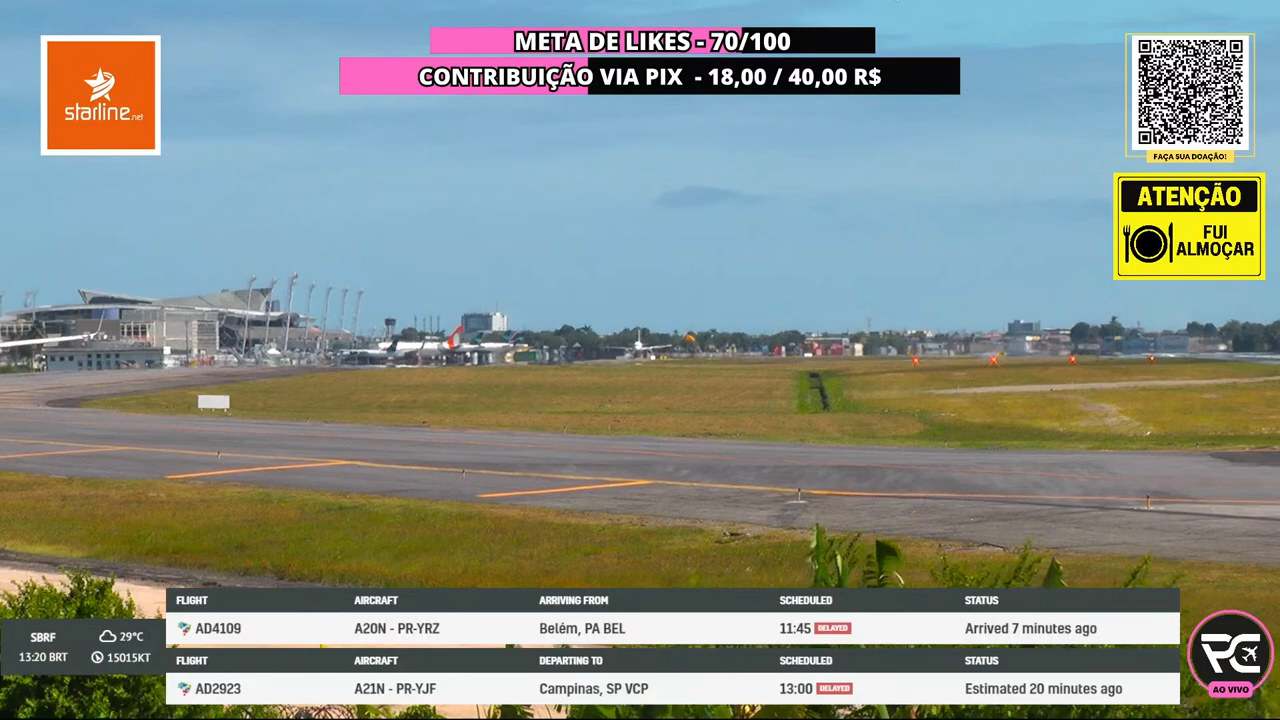 META DE LIKES - 70/100
CONTRIBUIÇÃO VIA PIX - 18,00 / 40,00 R$
starline.net
FAÇA SUA DOAÇÃO!
ATENÇÃO
FUI
ALMOÇAR
FLIGHT AIRCRAFT ARRIVING FROM SCHEDULED STATUS
AD4109 A20N - PR-YRZ Belém, PA BEL 11:45 DELAYED Arrived 7 minutes ago
SBRF 29°C
13:20 BRT 15015KT
FLIGHT AIRCRAFT DEPARTING TO SCHEDULED STATUS
AD2923 A21N - PR-YJF Campinas, SP VCP 13:00 DELAYED Estimated 20 minutes ago
PC
AO VIVO